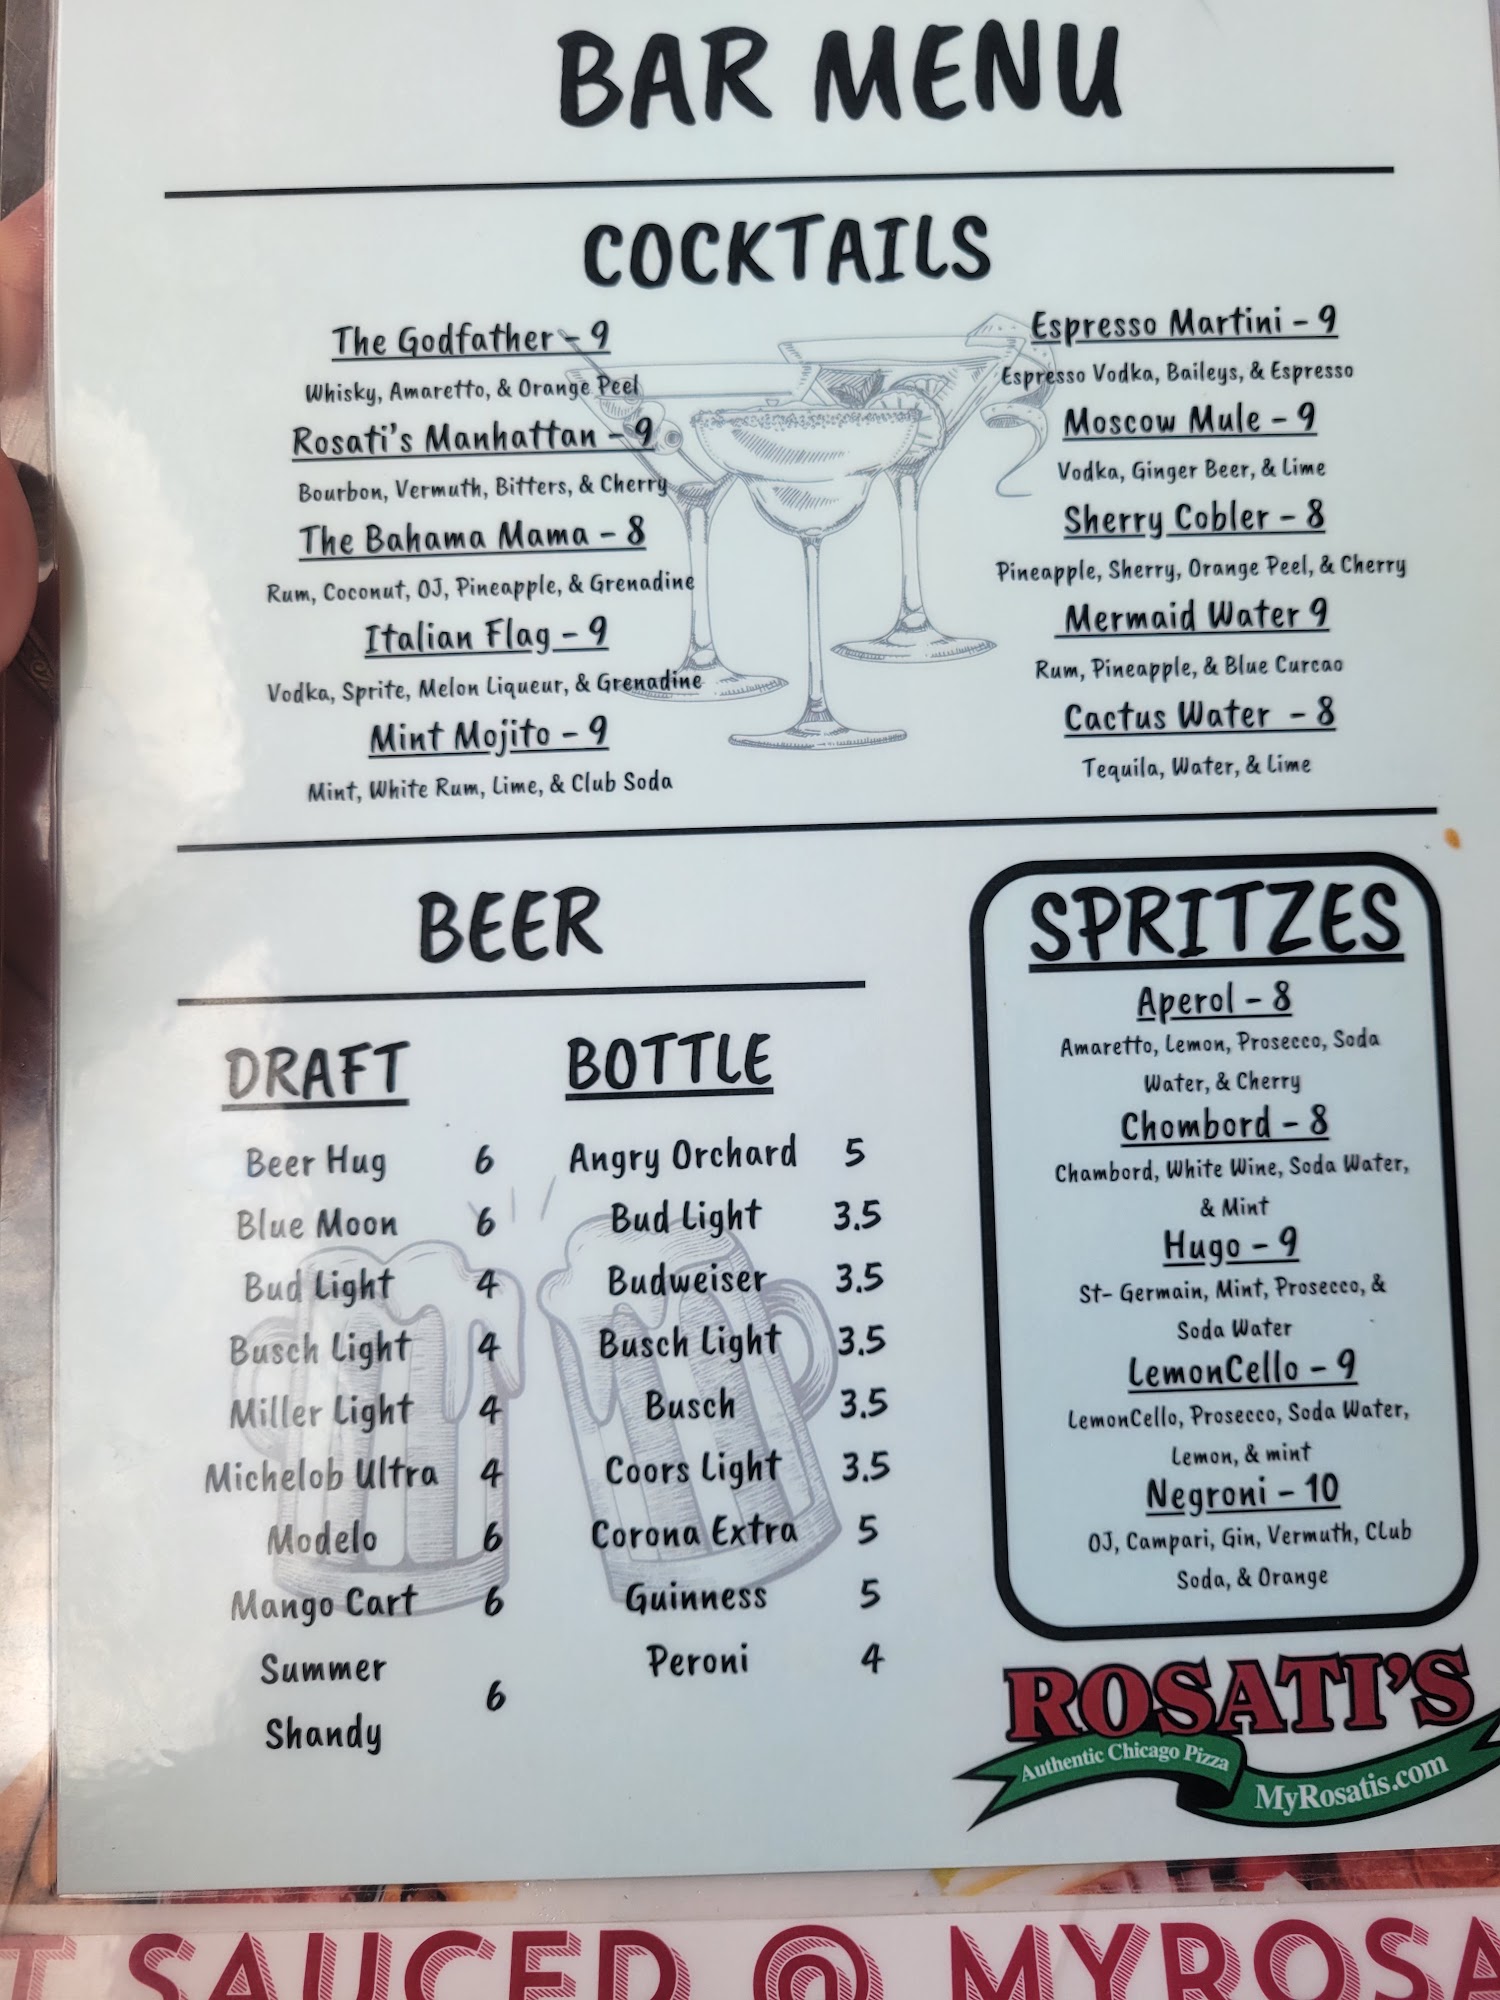 BAR MENU
COCKTAILS
The Godfather - 9
Whisky, Amaretto, & Orange Peel
Rosati's Manhattan - 9
Bourbon, Vermuth, Bitters, & Cherry
The Bahama Mama - 8
Rum, Coconut, OJ, Pineapple, & Grenadine
Italian Flag - 9
Vodka, Sprite, Melon Liqueur, & Grenadine
Mint Mojito - 9
Mint, White Rum, Lime, & Club Soda
Espresso Martini - 9
Espresso Vodka, Baileys, & Espresso
Moscow Mule - 9
Vodka, Ginger Beer, & Lime
Sherry Cobler - 8
Pineapple, Sherry, Orange Peel, & Cherry
Mermaid Water 9
Rum, Pineapple, & Blue Curcao
Cactus Water - 8
Tequila, Water, & Lime
BEER
DRAFT
Beer Hug 6
Blue Moon 6
Bud Light 4
Busch Light 4
Miller Light 4
Michelob Ultra 4
Modelo 6
Mango Cart 6
Summer
Shandy 6
BOTTLE
Angry Orchard 5
Bud Light 3.5
Budweiser 3.5
Busch Light 3.5
Busch 3.5
Coors Light 3.5
Corona Extra 5
Guinness 5
Peroni 4
SPRITZES
Aperol - 8
Amaretto, Lemon, Prosecco, Soda
Water, & Cherry
Chombord - 8
Chambord, White Wine, Soda Water,
& Mint
Hugo - 9
St- Germain, Mint, Prosecco, &
Soda Water
LemonCello - 9
LemonCello, Prosecco, Soda Water,
Lemon, & mint
Negroni - 10
OJ, Campari, Gin, Vermuth, Club
Soda, & Orange
ROSATI'S
Authentic Chicago Pizza
MyRosatis.com
T SAUCED @ MYROSA